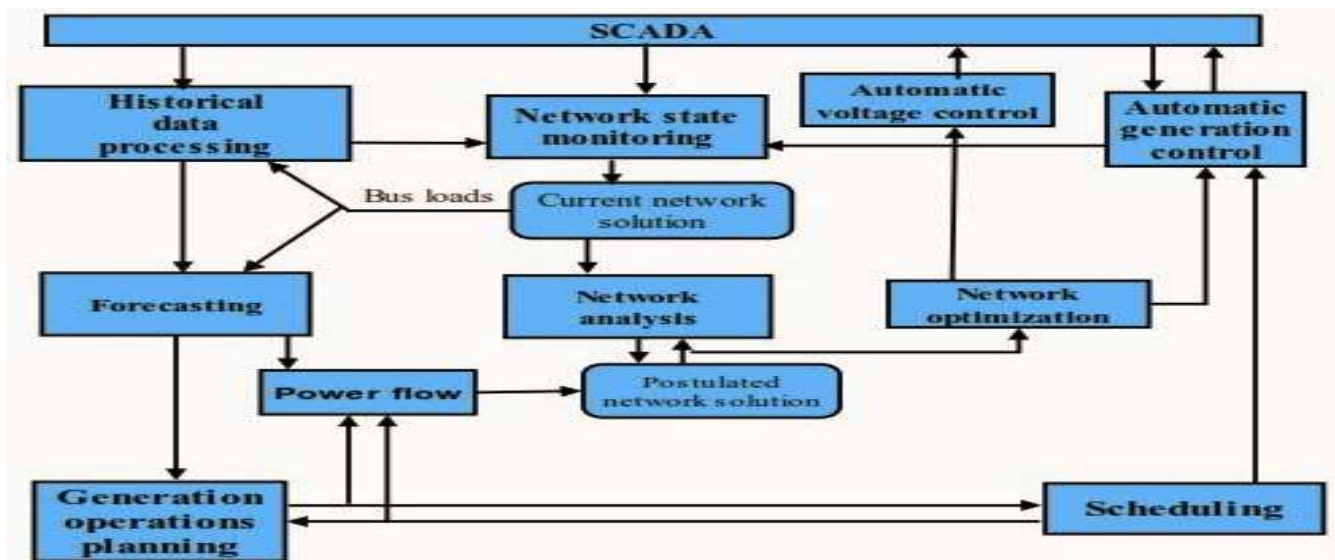 SCADA
Historical
data
processing
Network state
monitoring
Automatic
voltage control
Automatic
generation
control
Bus loads
Current network
solution
Forecasting
Network
analysis
Network
optimization
Power flow
Postulated
network solution
Generation
operations
planning
Scheduling